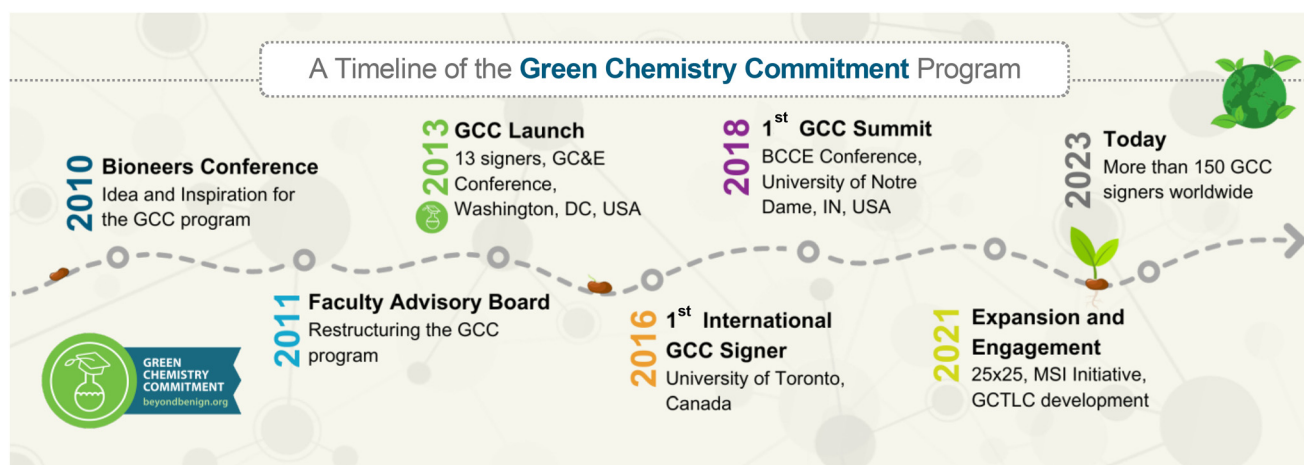 A Timeline of the Green Chemistry Commitment Program
2010
Bioneers Conference
Idea and Inspiration for
the GCC program
2011
Faculty Advisory Board
Restructuring the GCC
program
2013
GCC Launch
13 signers, GC&E
Conference,
Washington, DC, USA
2016
1st International
GCC Signer
University of Toronto,
Canada
2018
1st GCC Summit
BCCE Conference,
University of Notre
Dame, IN, USA
2021
Expansion and
Engagement
25x25, MSI Initiative,
GCTLC development
2023
Today
More than 150 GCC
signers worldwide
GREEN
CHEMISTRY
COMMITMENT
beyondbenign.org